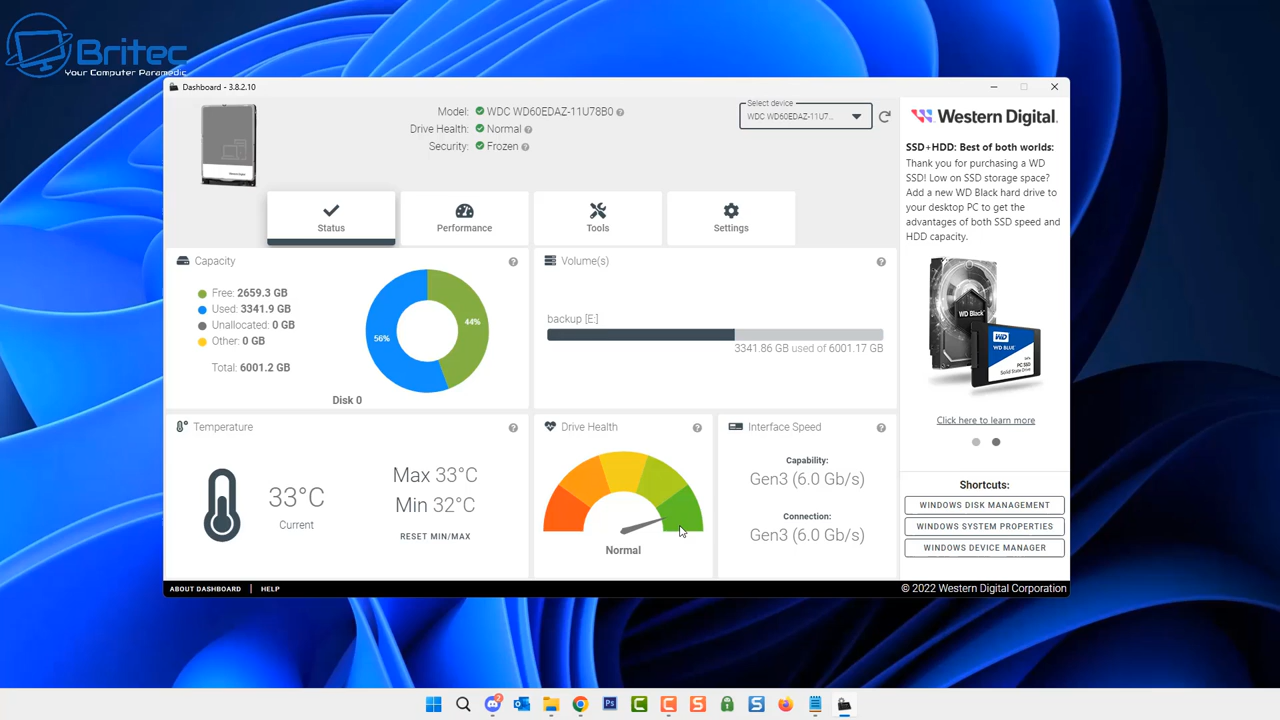 Britec
Your Computer Paramedic
Dashboard - 3.8.2.10
Model: WDC WD60EDAZ-11U78B0
Drive Health: Normal
Security: Frozen
Select device
WDC WD60EDAZ-11U7...
Status
Performance
Tools
Settings
Capacity
Free: 2659.3 GB
Used: 3341.9 GB
Unallocated: 0 GB
Other: 0 GB
Total: 6001.2 GB
56%
44%
Disk 0
Volume(s)
backup [E:]
3341.86 GB used of 6001.17 GB
Temperature
33°C
Current
Max 33°C
Min 32°C
RESET MIN/MAX
Drive Health
Normal
Interface Speed
Capability:
Gen3 (6.0 Gb/s)
Connection:
Gen3 (6.0 Gb/s)
Western Digital.
SSD+HDD: Best of both worlds:
Thank you for purchasing a WD
SSD! Low on SSD storage space?
Add a new WD Black hard drive to
your desktop PC to get the
advantages of both SSD speed and
HDD capacity.
WD Black
WD BLUE
PC SSD
Solid State Drive
Click here to learn more
Shortcuts:
WINDOWS DISK MANAGEMENT
WINDOWS SYSTEM PROPERTIES
WINDOWS DEVICE MANAGER
ABOUT DASHBOARD | HELP
© 2022 Western Digital Corporation